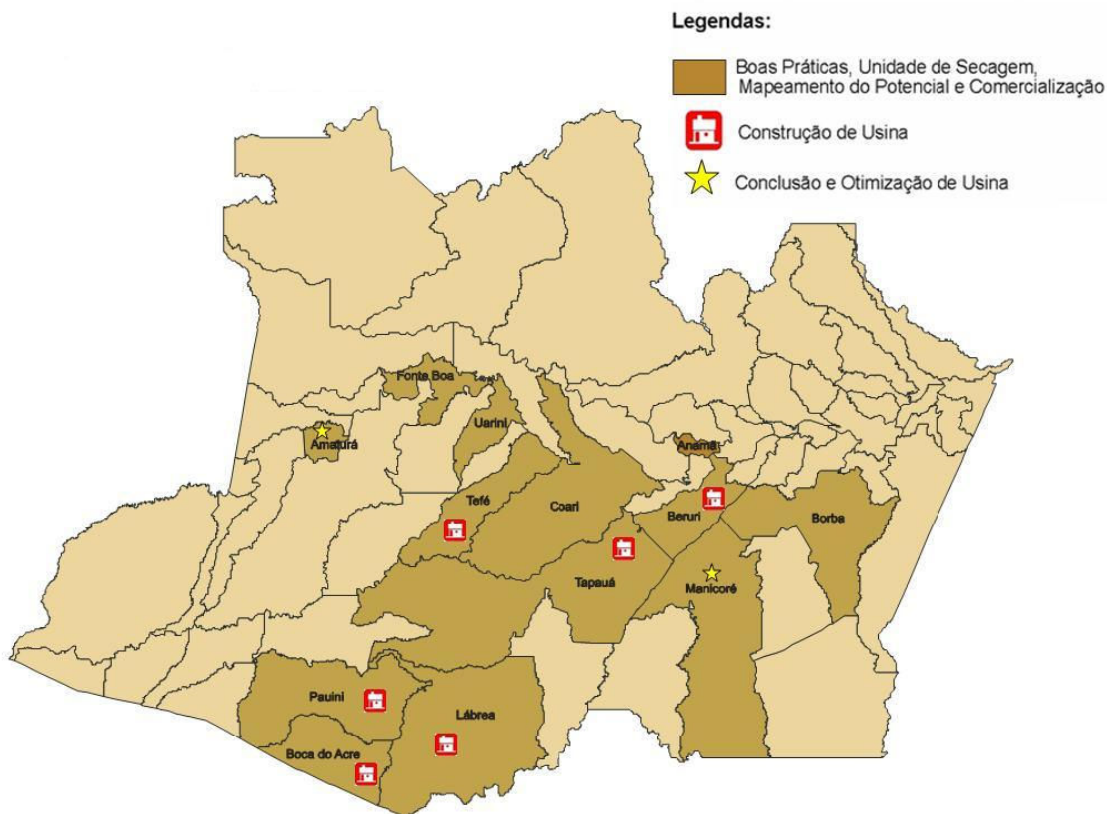 Legendas:
Boas Práticas, Unidade de Secagem,
Mapeamento do Potencial e Comercialização
Construção de Usina
Conclusão e Otimização de Usina
Fonte Boa
Uarini
Amaturá
Anamã
Tefé
Coari
Beruri
Borba
Tapauá
Manicoré
Pauini
Lábrea
Boca do Acre